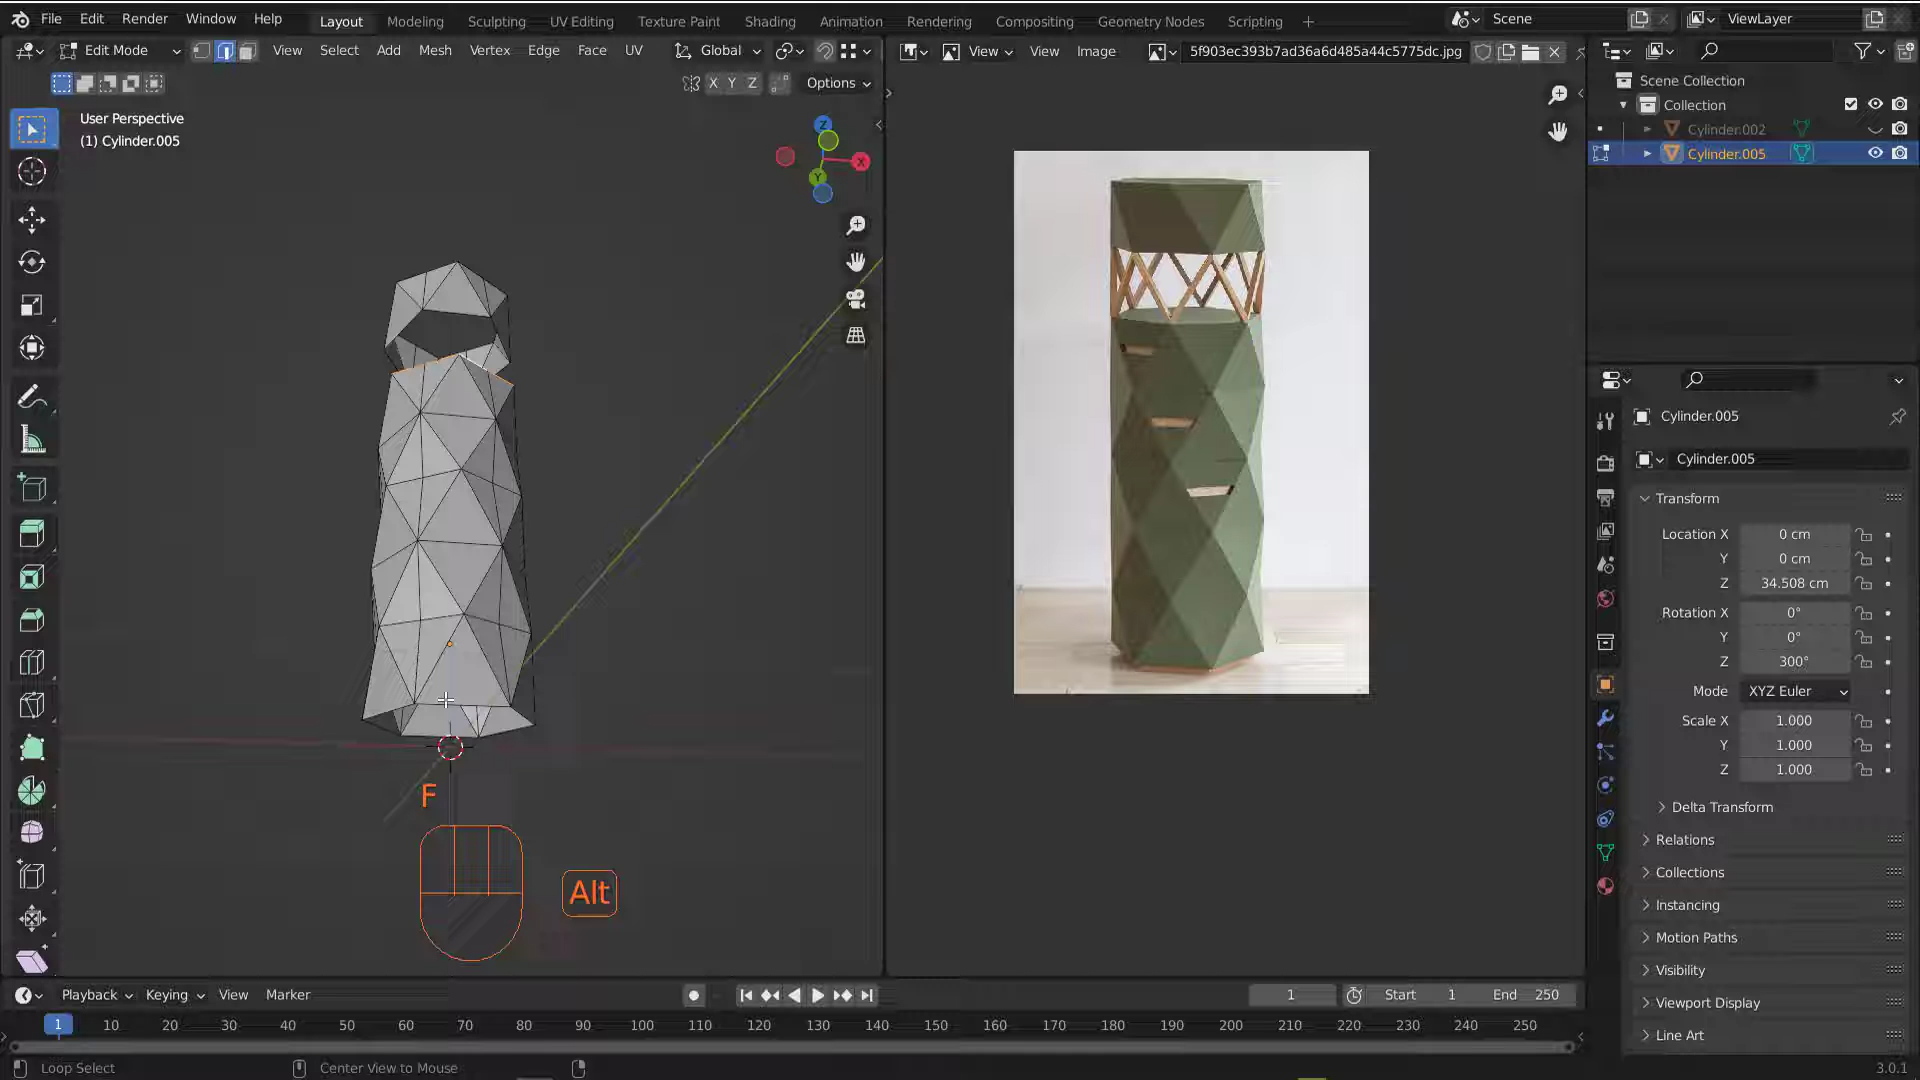 File Edit Render Window Help
Layout Modeling Sculpting UV Editing Texture Paint Shading Animation Rendering Compositing Geometry Nodes Scripting +
Scene
ViewLayer
Edit Mode
View Select Add Mesh Vertex Edge Face UV
Global
View View Image
5f903ec393b7ad36a6d485a44c5775dc.jpg
X Y Z
Options
User Perspective
(1) Cylinder.005
Z
X
Y
Scene Collection
Collection
Cylinder.002
Cylinder.005
Cylinder.005
Cylinder.005
Transform
Location X 0 cm
Y 0 cm
Z 34.508 cm
Rotation X 0°
Y 0°
Z 300°
Mode XYZ Euler
Scale X 1.000
Y 1.000
Z 1.000
Delta Transform
Relations
Collections
Instancing
Motion Paths
Visibility
Viewport Display
Line Art
F
Alt
Playback Keying View Marker
1 Start 1 End 250
1 10 20 30 40 50 60 70 80 90 100 110 120 130 140 150 160 170 180 190 200 210 220 230 240 250
Loop Select Center View to Mouse
3.0.1